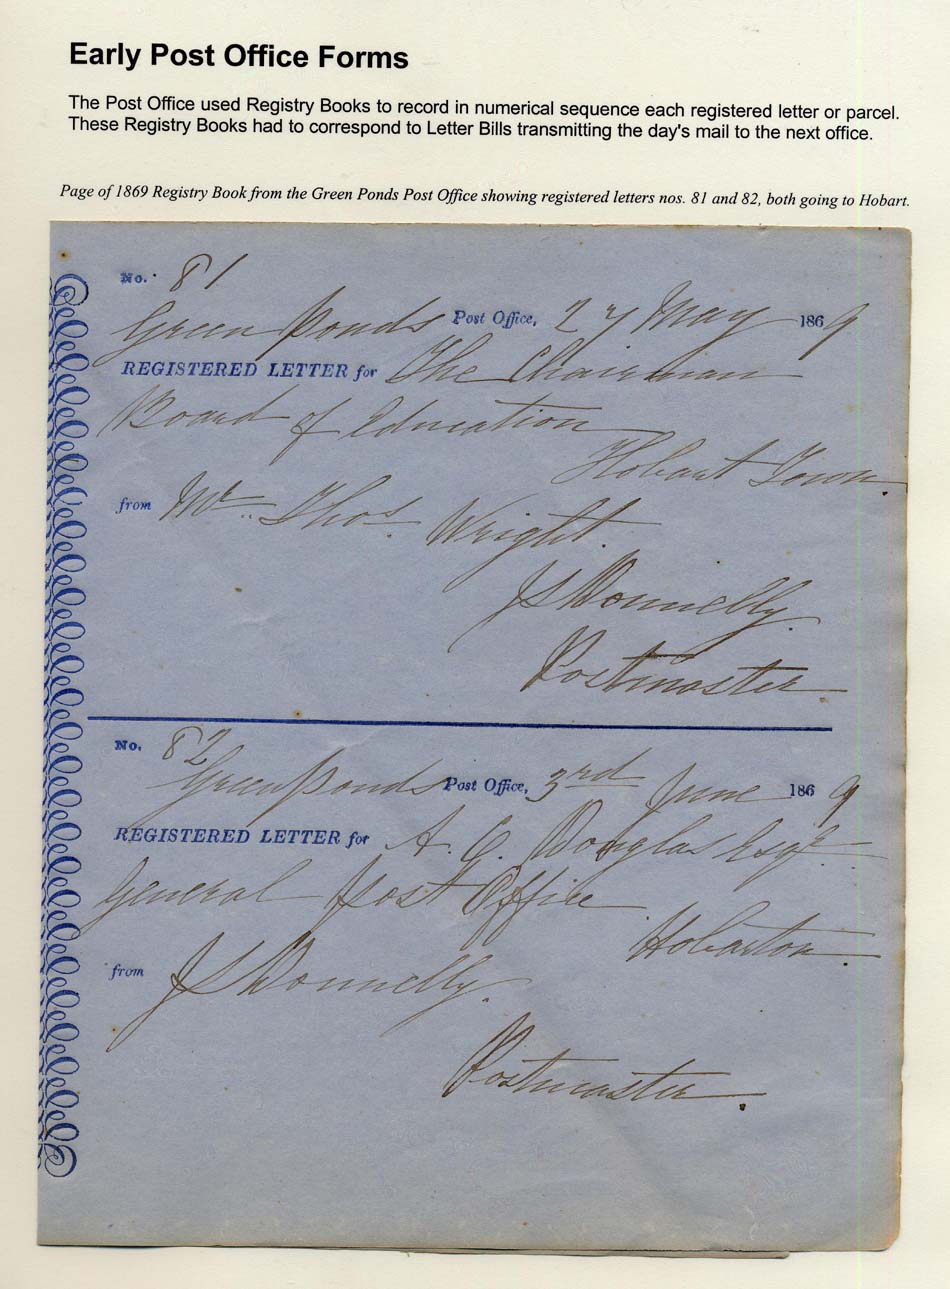 Early Post Office Forms
The Post Office used Registry Books to record in numerical sequence each registered letter or parcel.
These Registry Books had to correspond to Letter Bills transmitting the day's mail to the next office.
Page of 1869 Registry Book from the Green Ponds Post Office showing registered letters nos. 81 and 82, both going to Hobart.
No. 81
Green Ponds Post Office, 27 May 1869
REGISTERED LETTER for The Chairman
Board of Education
Hobart Town.
from Mr. Thos. Wright.
JS Donnelly.
Postmaster.
No. 82
Green Ponds Post Office, 3rd June 1869
REGISTERED LETTER for A. C. Douglas Esqr.
General Post Office
Hobarton.
from JS Donnelly.
Postmaster.